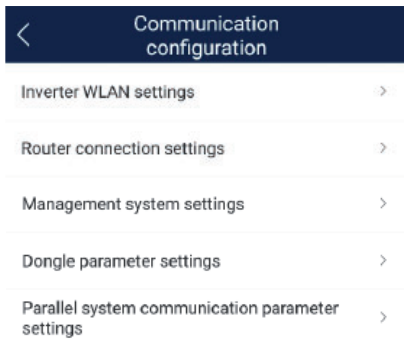 Communication
configuration
Inverter WLAN settings
Router connection settings
Management system settings
Dongle parameter settings
Parallel system communication parameter
settings